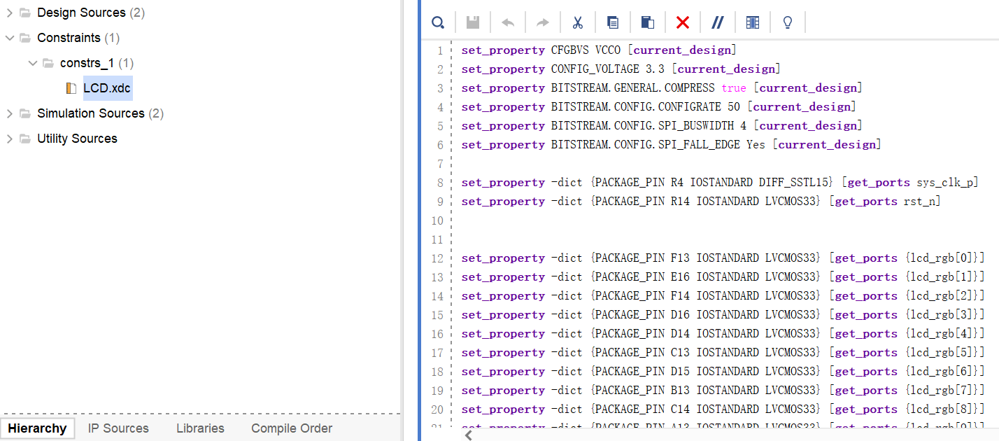 Design Sources (2)
Constraints (1)
constrs_1 (1)
LCD.xdc
Simulation Sources (2)
Utility Sources
Hierarchy
IP Sources
Libraries
Compile Order
1 set_property CFGBVS VCCO [current_design]
2 set_property CONFIG_VOLTAGE 3.3 [current_design]
3 set_property BITSTREAM.GENERAL.COMPRESS true [current_design]
4 set_property BITSTREAM.CONFIG.CONFIGRATE 50 [current_design]
5 set_property BITSTREAM.CONFIG.SPI_BUSWIDTH 4 [current_design]
6 set_property BITSTREAM.CONFIG.SPI_FALL_EDGE Yes [current_design]
7
8 set_property -dict {PACKAGE_PIN R4 IOSTANDARD DIFF_SSTL15} [get_ports sys_clk_p]
9 set_property -dict {PACKAGE_PIN R14 IOSTANDARD LVCMOS33} [get_ports rst_n]
10
11
12 set_property -dict {PACKAGE_PIN F13 IOSTANDARD LVCMOS33} [get_ports {lcd_rgb[0]}]
13 set_property -dict {PACKAGE_PIN E16 IOSTANDARD LVCMOS33} [get_ports {lcd_rgb[1]}]
14 set_property -dict {PACKAGE_PIN F14 IOSTANDARD LVCMOS33} [get_ports {lcd_rgb[2]}]
15 set_property -dict {PACKAGE_PIN D16 IOSTANDARD LVCMOS33} [get_ports {lcd_rgb[3]}]
16 set_property -dict {PACKAGE_PIN D14 IOSTANDARD LVCMOS33} [get_ports {lcd_rgb[4]}]
17 set_property -dict {PACKAGE_PIN C13 IOSTANDARD LVCMOS33} [get_ports {lcd_rgb[5]}]
18 set_property -dict {PACKAGE_PIN D15 IOSTANDARD LVCMOS33} [get_ports {lcd_rgb[6]}]
19 set_property -dict {PACKAGE_PIN B13 IOSTANDARD LVCMOS33} [get_ports {lcd_rgb[7]}]
20 set_property -dict {PACKAGE_PIN C14 IOSTANDARD LVCMOS33} [get_ports {lcd_rgb[8]}]
21 set_property -dict {PACKAGE_PIN A13 IOSTANDARD LVCMOS33} [get_ports {lcd_rgb[9]}]